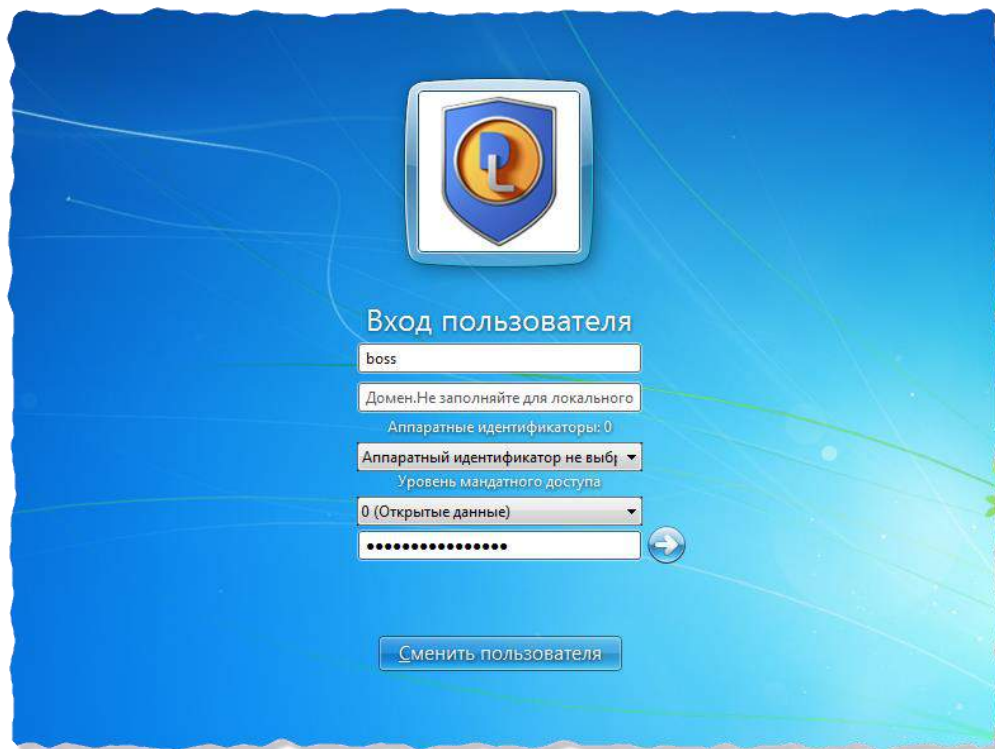 DL
Вход пользователя
boss
Домен.Не заполняйте для локального
Аппаратные идентификаторы: 0
Аппаратный идентификатор не выбр
Уровень мандатного доступа
0 (Открытые данные)
••••••••••••••••
Сменить пользователя